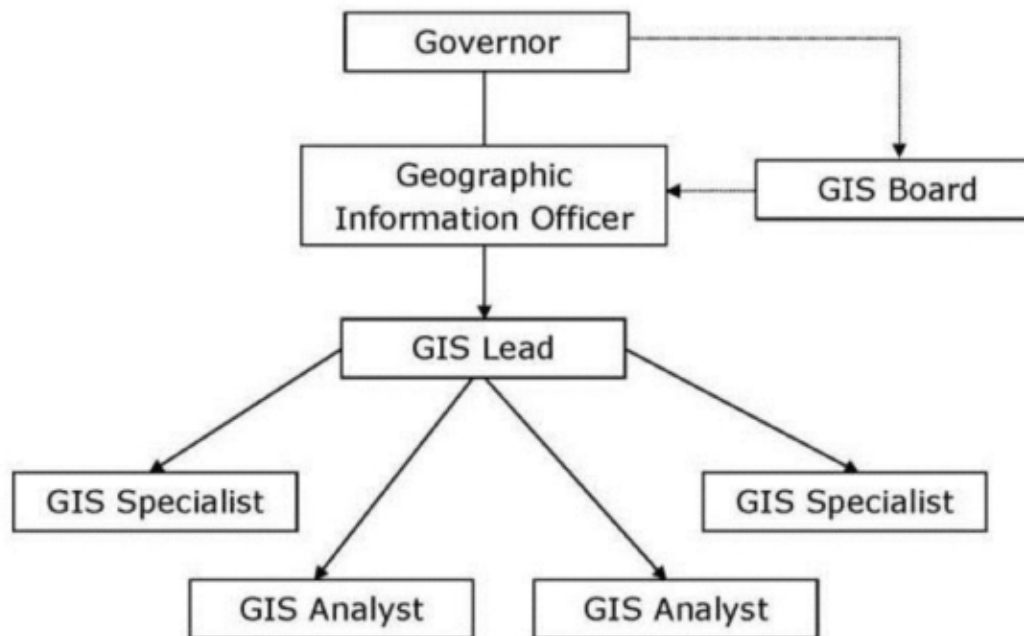 Governor
Geographic
Information Officer
GIS Board
GIS Lead
GIS Specialist
GIS Specialist
GIS Analyst
GIS Analyst